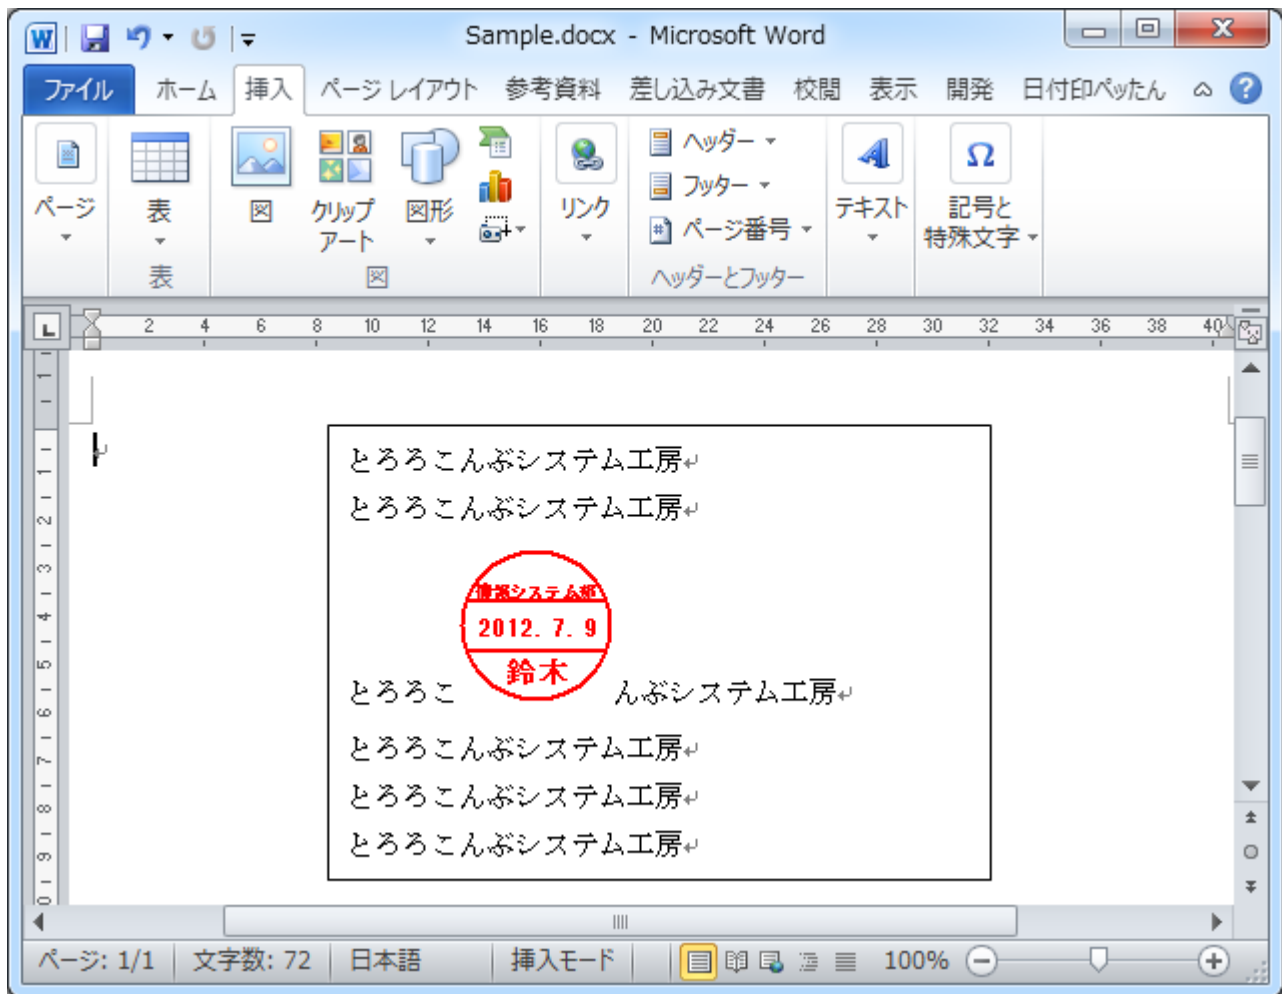 Sample.docx - Microsoft Word
ファイル ホーム 挿入 ページ レイアウト 参考資料 差し込み文書 校閲 表示 開発 日付印ペったん
ページ
表
図
クリップ
アート
図形
リンク
ヘッダー
フッター
ページ番号
テキスト
記号と
特殊文字
表 図 ヘッダーとフッター
L 2 4 6 8 10 12 14 16 18 20 22 24 26 28 30 32 34 36 38 40
1
1
2
3
4
5
6
7
8
9
とろろこんぶシステム工房
とろろこんぶシステム工房
情報システム部
2012. 7. 9
鈴木
とろろこ んぶシステム工房
とろろこんぶシステム工房
とろろこんぶシステム工房
とろろこんぶシステム工房
ページ: 1/1 文字数: 72 日本語 挿入モード 100%